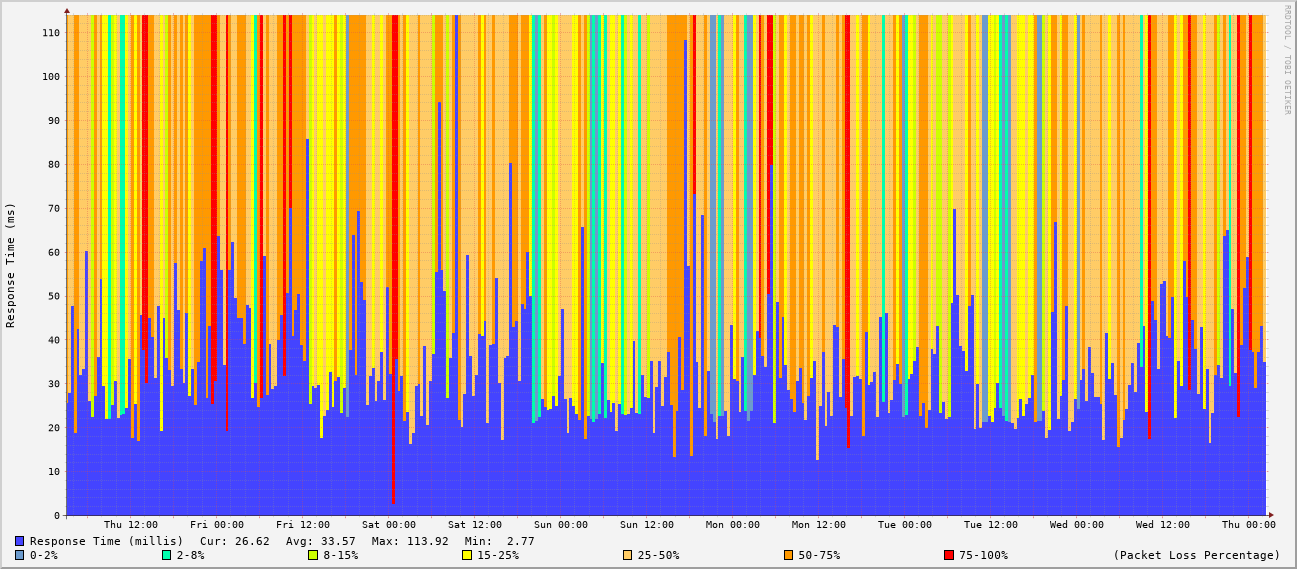 RRDTOOL / TOBI OETIKER
Response Time (ms)
110
100
90
80
70
60
50
40
30
20
10
0
Thu 12:00 Fri 00:00 Fri 12:00 Sat 00:00 Sat 12:00 Sun 00:00 Sun 12:00 Mon 00:00 Mon 12:00 Tue 00:00 Tue 12:00 Wed 00:00 Wed 12:00 Thu 00:00
Response Time (millis) Cur: 26.62 Avg: 33.57 Max: 113.92 Min: 2.77
0-2% 2-8% 8-15% 15-25% 25-50% 50-75% 75-100% (Packet Loss Percentage)